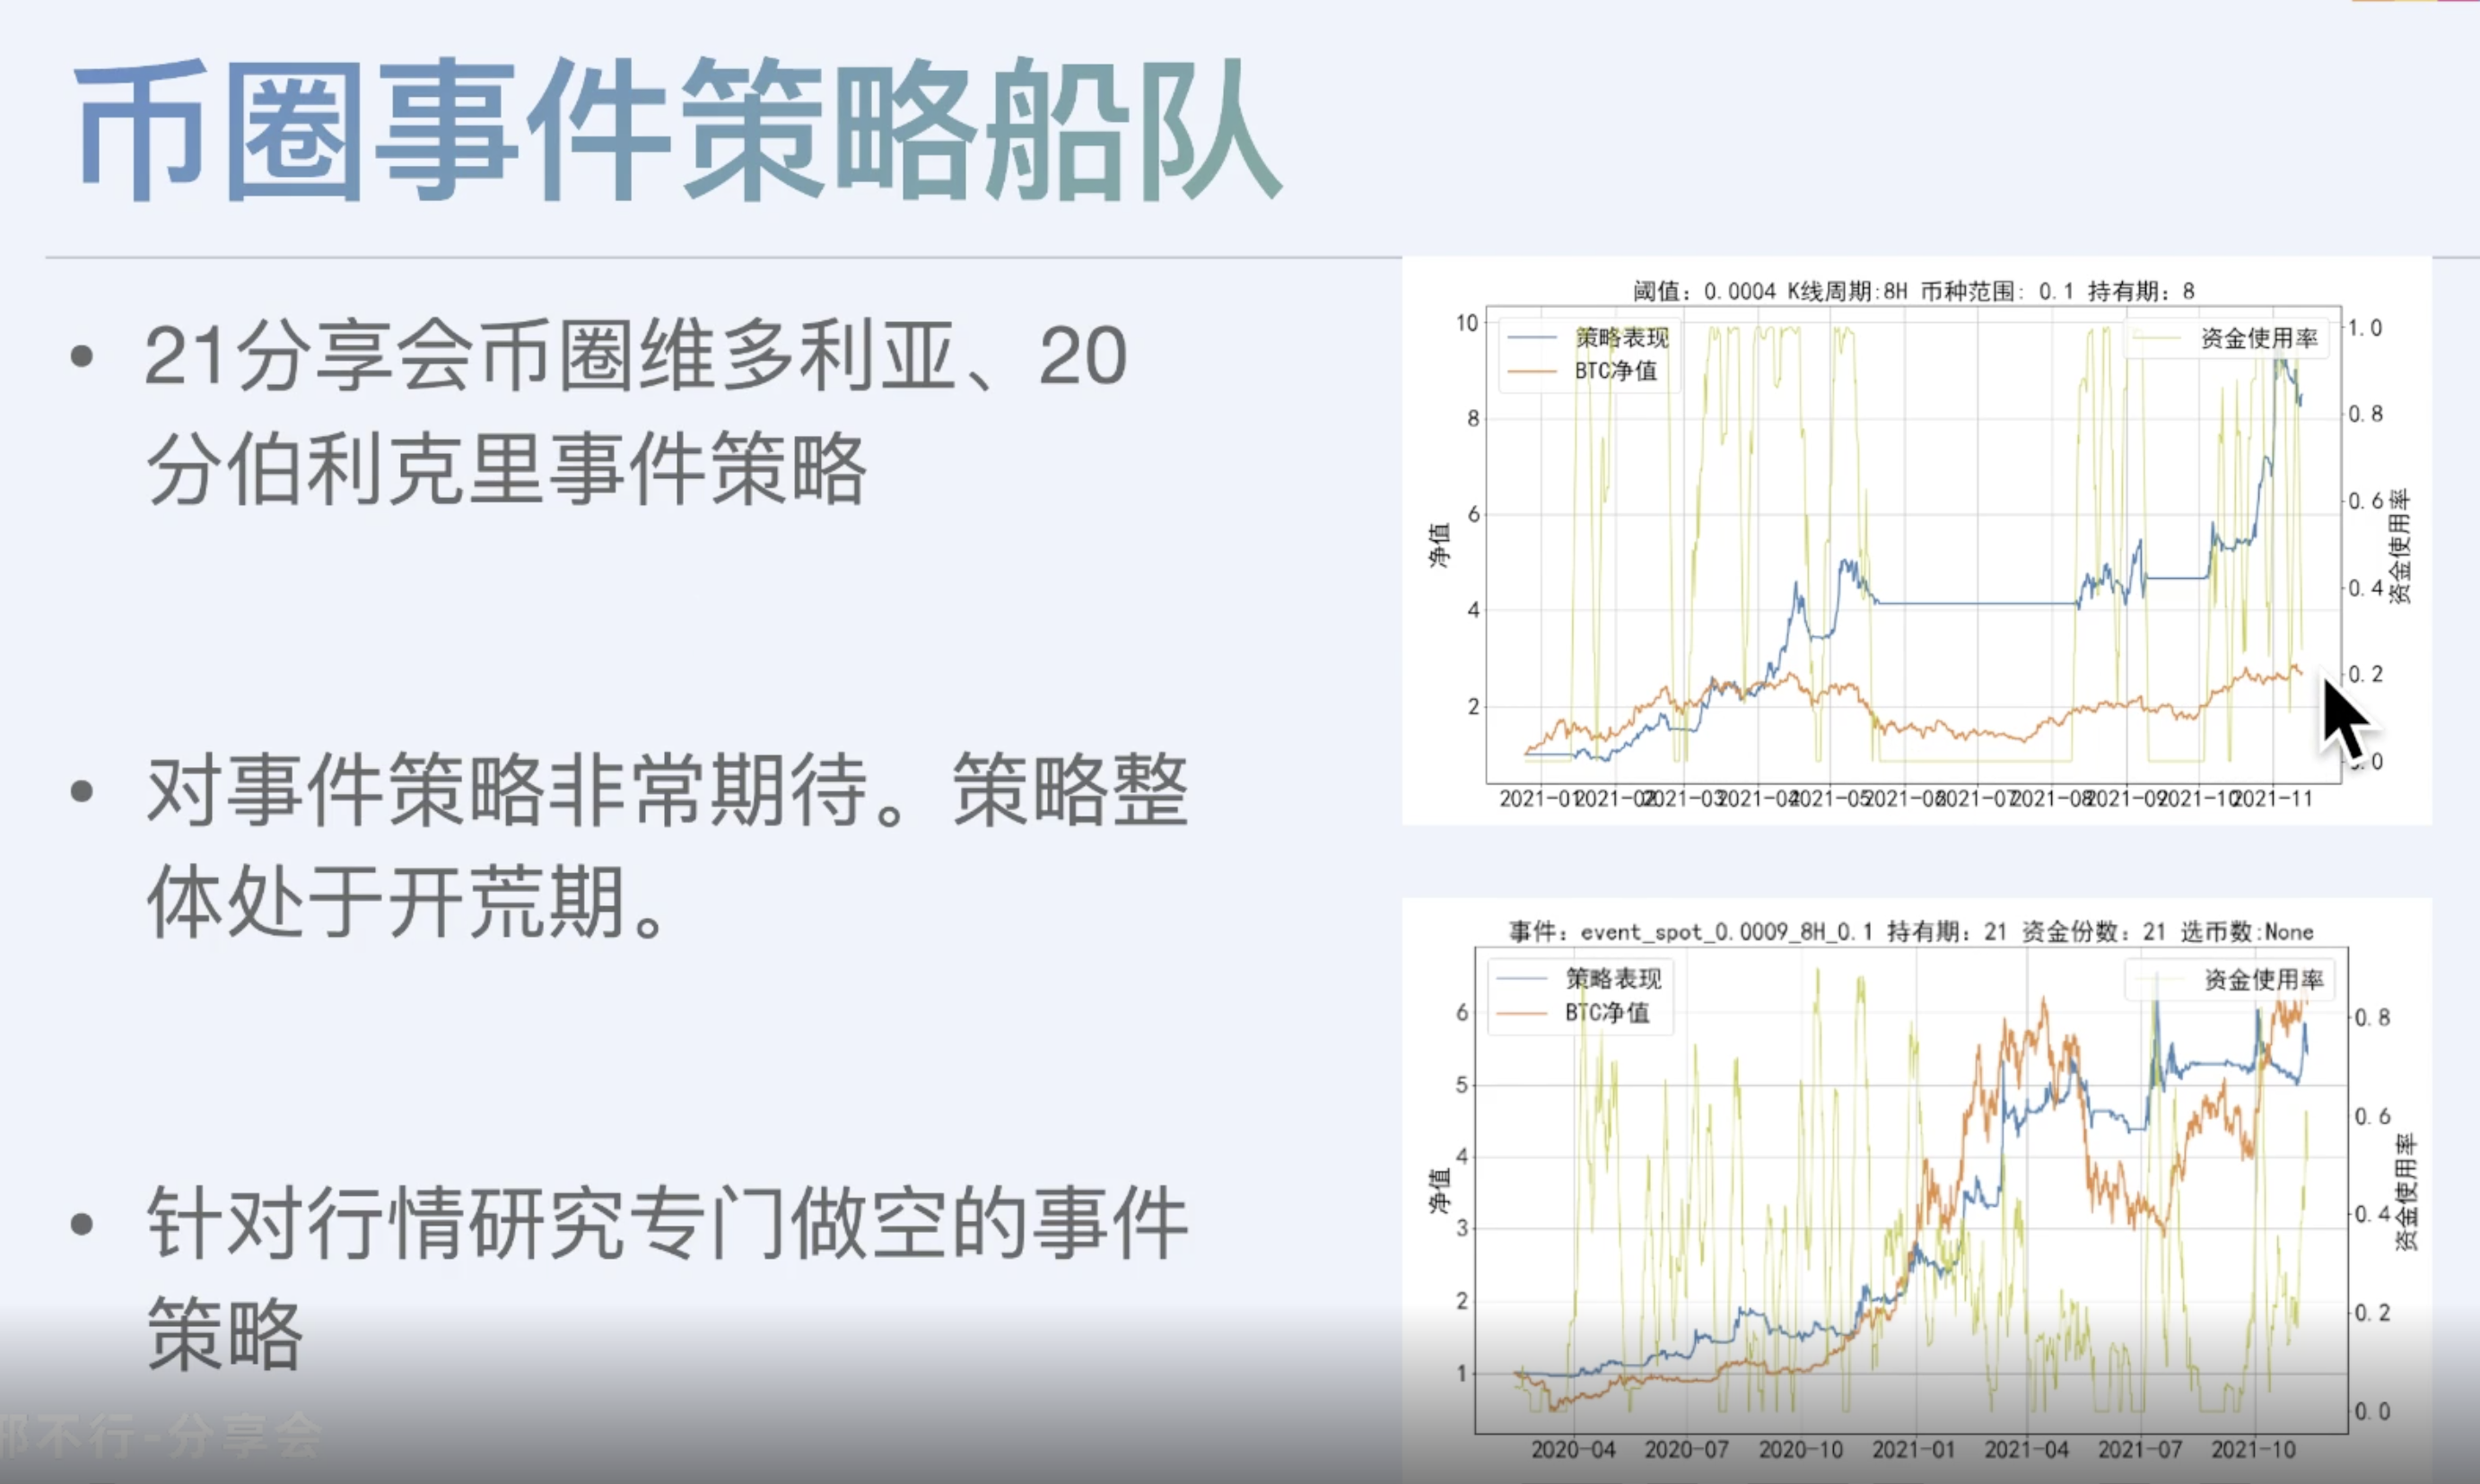 币圈事件策略船队
21分享会币圈维多利亚、20
分伯利克里事件策略
对事件策略非常期待。策略整
体处于开荒期。
针对行情研究专门做空的事件
策略
邢不行-分享会
阈值: 0.0004 K线周期:8H 币种范围: 0.1 持有期: 8
策略表现
BTC净值
资金使用率
10
8
6
4
2
净值
1.0
0.8
0.6
0.4
0.2
资金使用率
2021-01 2021-02 2021-03 2021-04 2021-05 2021-06 2021-07 2021-08 2021-09 2021-10 2021-11
事件: event_spot_0.0009_8H_0.1 持有期: 21 资金份数: 21 选币数:None
策略表现
BTC净值
资金使用率
6
5
4
3
2
1
净值
0.8
0.6
0.4
0.2
0.0
资金使用率
2020-04 2020-07 2020-10 2021-01 2021-04 2021-07 2021-10